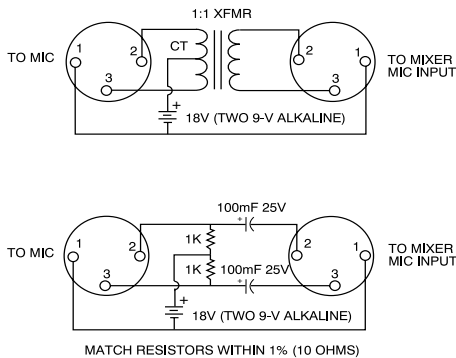 1:1 XFMR
TO MIC
1
2
3
CT
2
1
3
TO MIXER
MIC INPUT
+
18V (TWO 9-V ALKALINE)
100mF 25V
+
TO MIC
1
2
3
1K
1K
2
1
3
TO MIXER
MIC INPUT
100mF 25V
+
+
18V (TWO 9-V ALKALINE)
MATCH RESISTORS WITHIN 1% (10 OHMS)